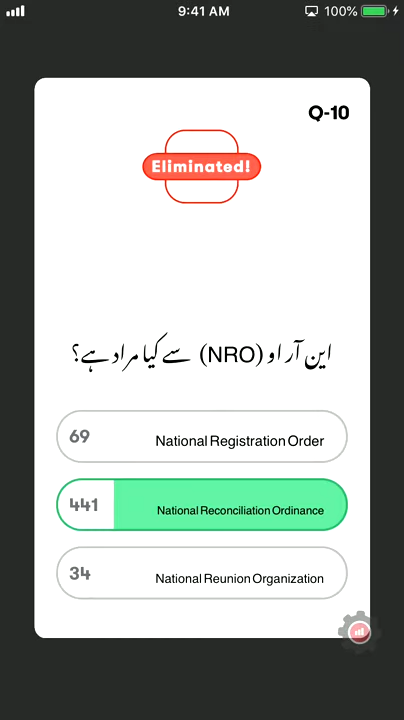 9:41 AM
100%
Q-10
Eliminated!
این آر او (NRO) سے کیا مراد ہے؟
69 National Registration Order
441 National Reconciliation Ordinance
34 National Reunion Organization